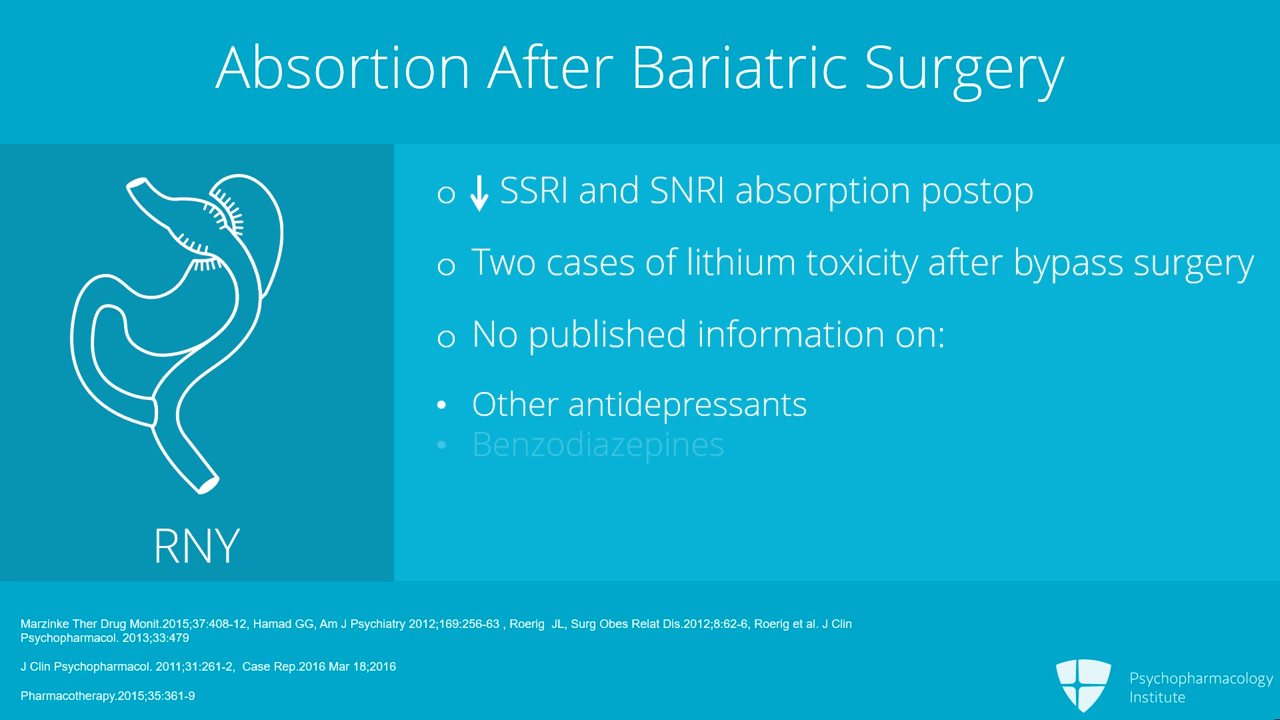 Absortion After Bariatric Surgery
○ ↓ SSRI and SNRI absorption postop
○ Two cases of lithium toxicity after bypass surgery
○ No published information on:
• Other antidepressants
• Benzodiazepines
RNY
Marzinke Ther Drug Monit.2015;37:408-12, Hamad GG, Am J Psychiatry 2012;169:256-63 , Roerig JL, Surg Obes Relat Dis.2012;8:62-6, Roerig et al. J Clin
Psychopharmacol. 2013;33:479
J Clin Psychopharmacol. 2011;31:261-2, Case Rep.2016 Mar 18;2016
Pharmacotherapy.2015;35:361-9
Psychopharmacology
Institute